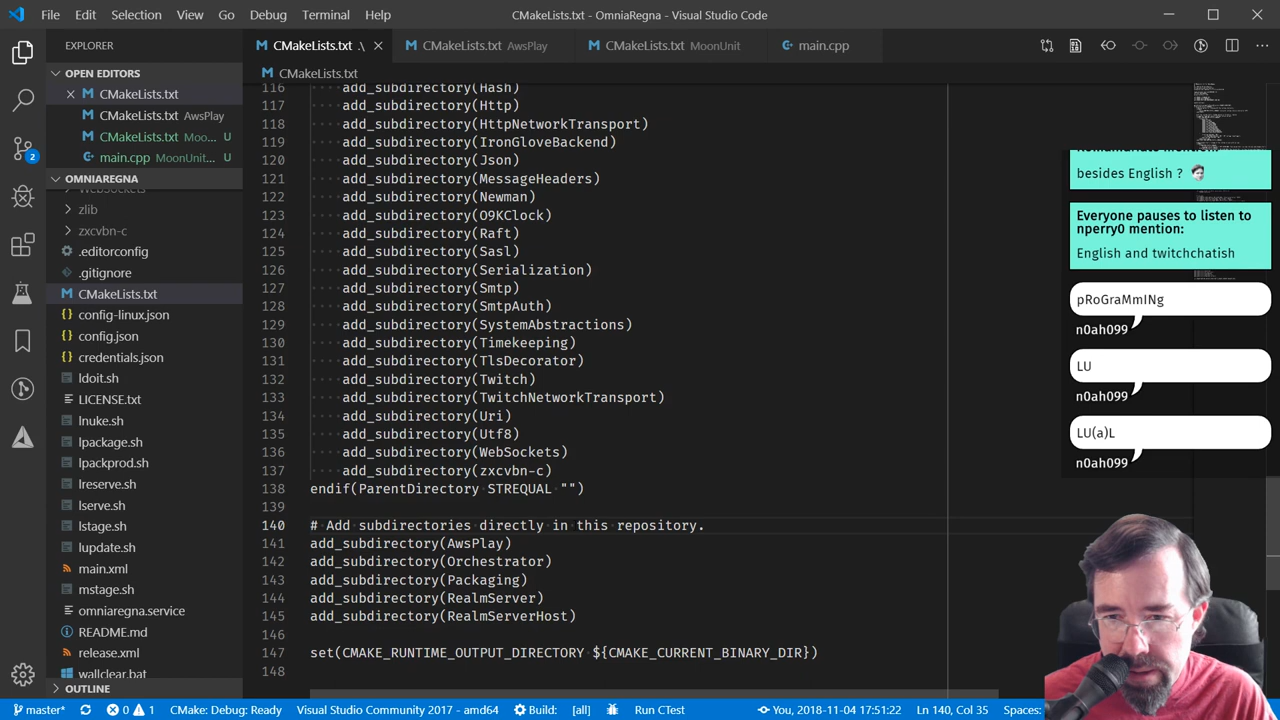 File Edit Selection View Go Debug Terminal Help
CMakeLists.txt - OmniaRegna - Visual Studio Code
EXPLORER
OPEN EDITORS
CMakeLists.txt
CMakeLists.txt AwsPlay
CMakeLists.txt Moo... U
main.cpp MoonUnit... U
2
OMNIAREGNA
zlib
zxcvbn-c
.editorconfig
.gitignore
CMakeLists.txt
config-linux.json
config.json
credentials.json
ldoit.sh
LICENSE.txt
lnuke.sh
lpackage.sh
lpackprod.sh
lreserve.sh
lserve.sh
lstage.sh
lupdate.sh
main.xml
mstage.sh
omniaregna.service
README.md
release.xml
wallclear.bat
OUTLINE
CMakeLists.txt .\
CMakeLists.txt AwsPlay
CMakeLists.txt MoonUnit
main.cpp
CMakeLists.txt
116 add_subdirectory(Hash)
117 add_subdirectory(Http)
118 add_subdirectory(HttpNetworkTransport)
119 add_subdirectory(IronGloveBackend)
120 add_subdirectory(Json)
121 add_subdirectory(MessageHeaders)
122 add_subdirectory(Newman)
123 add_subdirectory(O9KClock)
124 add_subdirectory(Raft)
125 add_subdirectory(Sasl)
126 add_subdirectory(Serialization)
127 add_subdirectory(Smtp)
128 add_subdirectory(SmtpAuth)
129 add_subdirectory(SystemAbstractions)
130 add_subdirectory(Timekeeping)
131 add_subdirectory(TlsDecorator)
132 add_subdirectory(Twitch)
133 add_subdirectory(TwitchNetworkTransport)
134 add_subdirectory(Uri)
135 add_subdirectory(Utf8)
136 add_subdirectory(WebSockets)
137 add_subdirectory(zxcvbn-c)
138 endif(ParentDirectory STREQUAL "")
139
140 # Add subdirectories directly in this repository.
141 add_subdirectory(AwsPlay)
142 add_subdirectory(Orchestrator)
143 add_subdirectory(Packaging)
144 add_subdirectory(RealmServer)
145 add_subdirectory(RealmServerHost)
146
147 set(CMAKE_RUNTIME_OUTPUT_DIRECTORY ${CMAKE_CURRENT_BINARY_DIR})
148
besides English ?
Everyone pauses to listen to
nperry0 mention:
English and twitchchatish
pRoGraMmINg
n0ah099
LU
n0ah099
LU(a)L
n0ah099
master* 0 1 CMake: Debug: Ready Visual Studio Community 2017 - amd64 Build: [all] Run CTest You, 2018-11-04 17:51:22 Ln 140, Col 35 Spaces: